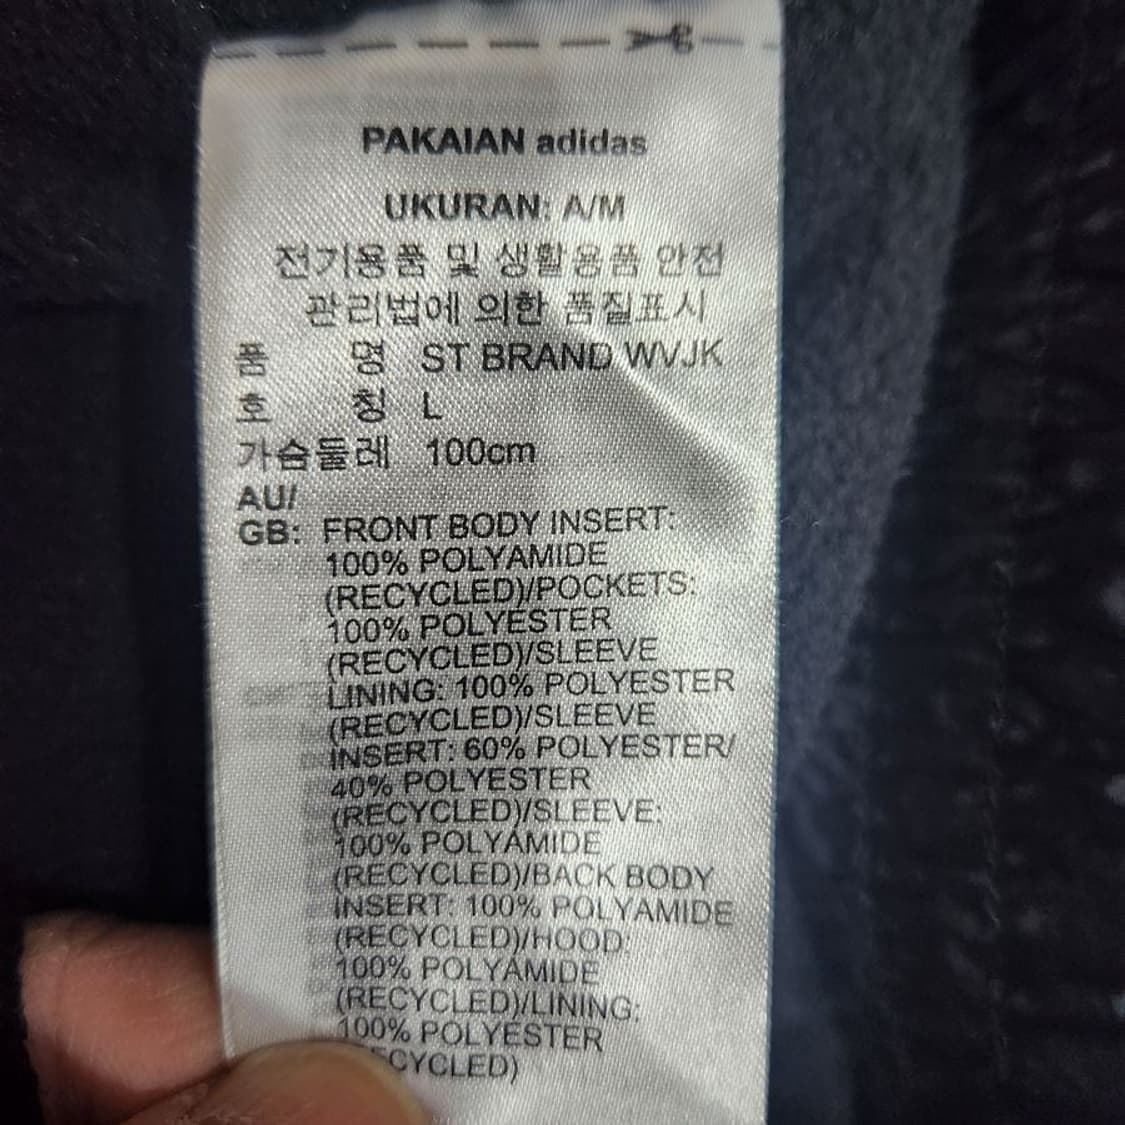 PAKAIAN adidas
UKURAN: A/M
전기용품 및 생활용품 안전
관리법에 의한 품질표시
품 명 ST BRAND WVJK
호 칭 L
가슴둘레 100cm
AU/
GB: FRONT BODY INSERT:
100% POLYAMIDE
(RECYCLED)/POCKETS:
100% POLYESTER
(RECYCLED)/SLEEVE
LINING: 100% POLYESTER
(RECYCLED)/SLEEVE
INSERT: 60% POLYESTER/
40% POLYESTER
(RECYCLED)/SLEEVE:
100% POLYAMIDE
(RECYCLED)/BACK BODY
INSERT: 100% POLYAMIDE
(RECYCLED)/HOOD:
100% POLYAMIDE
(RECYCLED)/LINING:
100% POLYESTER
ECYCLED)